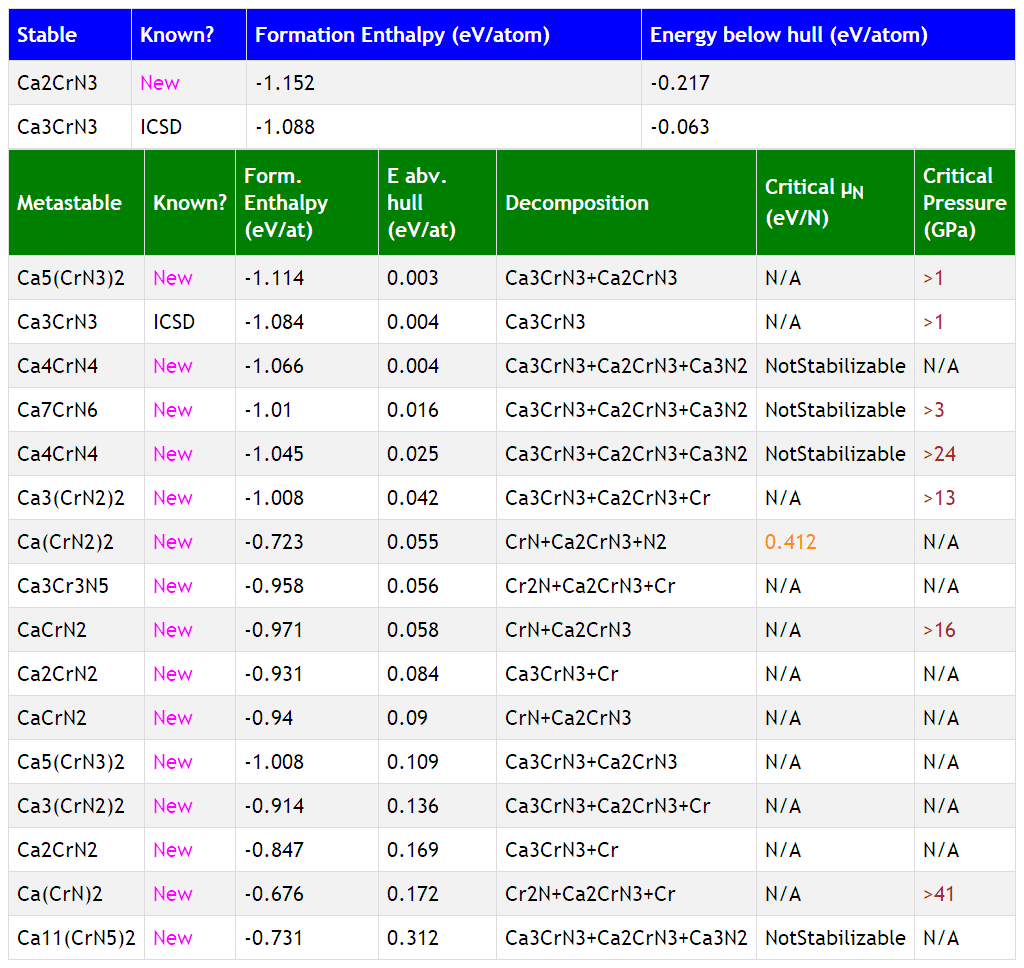 Stable Known? Formation Enthalpy (eV/atom) Energy below hull (eV/atom)
Ca2CrN3 New -1.152 -0.217
Ca3CrN3 ICSD -1.088 -0.063
Metastable Known? Form. Enthalpy (eV/at) E abv. hull (eV/at) Decomposition Critical μN (eV/N) Critical Pressure (GPa)
Ca5(CrN3)2 New -1.114 0.003 Ca3CrN3+Ca2CrN3 N/A >1
Ca3CrN3 ICSD -1.084 0.004 Ca3CrN3 N/A >1
Ca4CrN4 New -1.066 0.004 Ca3CrN3+Ca2CrN3+Ca3N2 NotStabilizable N/A
Ca7CrN6 New -1.01 0.016 Ca3CrN3+Ca2CrN3+Ca3N2 NotStabilizable >3
Ca4CrN4 New -1.045 0.025 Ca3CrN3+Ca2CrN3+Ca3N2 NotStabilizable >24
Ca3(CrN2)2 New -1.008 0.042 Ca3CrN3+Ca2CrN3+Cr N/A >13
Ca(CrN2)2 New -0.723 0.055 CrN+Ca2CrN3+N2 0.412 N/A
Ca3Cr3N5 New -0.958 0.056 Cr2N+Ca2CrN3+Cr N/A N/A
CaCrN2 New -0.971 0.058 CrN+Ca2CrN3 N/A >16
Ca2CrN2 New -0.931 0.084 Ca3CrN3+Cr N/A N/A
CaCrN2 New -0.94 0.09 CrN+Ca2CrN3 N/A N/A
Ca5(CrN3)2 New -1.008 0.109 Ca3CrN3+Ca2CrN3 N/A N/A
Ca3(CrN2)2 New -0.914 0.136 Ca3CrN3+Ca2CrN3+Cr N/A N/A
Ca2CrN2 New -0.847 0.169 Ca3CrN3+Cr N/A N/A
Ca(CrN)2 New -0.676 0.172 Cr2N+Ca2CrN3+Cr N/A >41
Ca11(CrN5)2 New -0.731 0.312 Ca3CrN3+Ca2CrN3+Ca3N2 NotStabilizable N/A